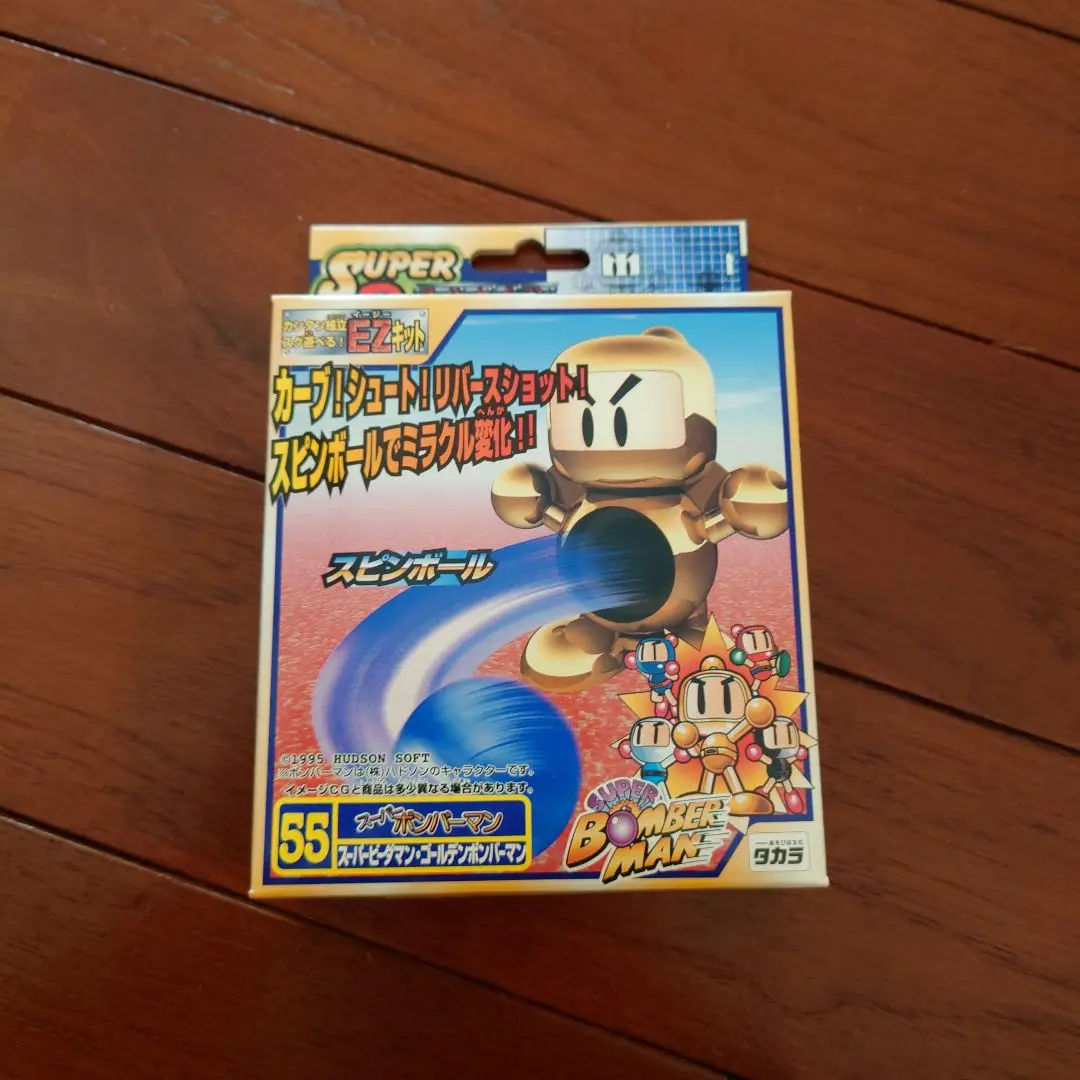 SUPER
カンタン組立
スグ遊べる!
イージー
EZキット
カーブ!シュート!リバースショット!
へんか
スピンボールでミラクル変化!!
スピンボール
©1995 HUDSON SOFT
※ボンバーマンは(株)ハドソンのキャラクターです。
イメージCGと商品は多少異なる場合があります。
55
スーパーボンバーマン
スーパービーダマン・ゴールデンボンバーマン
SUPER
BOMBER
MAN
タカラ